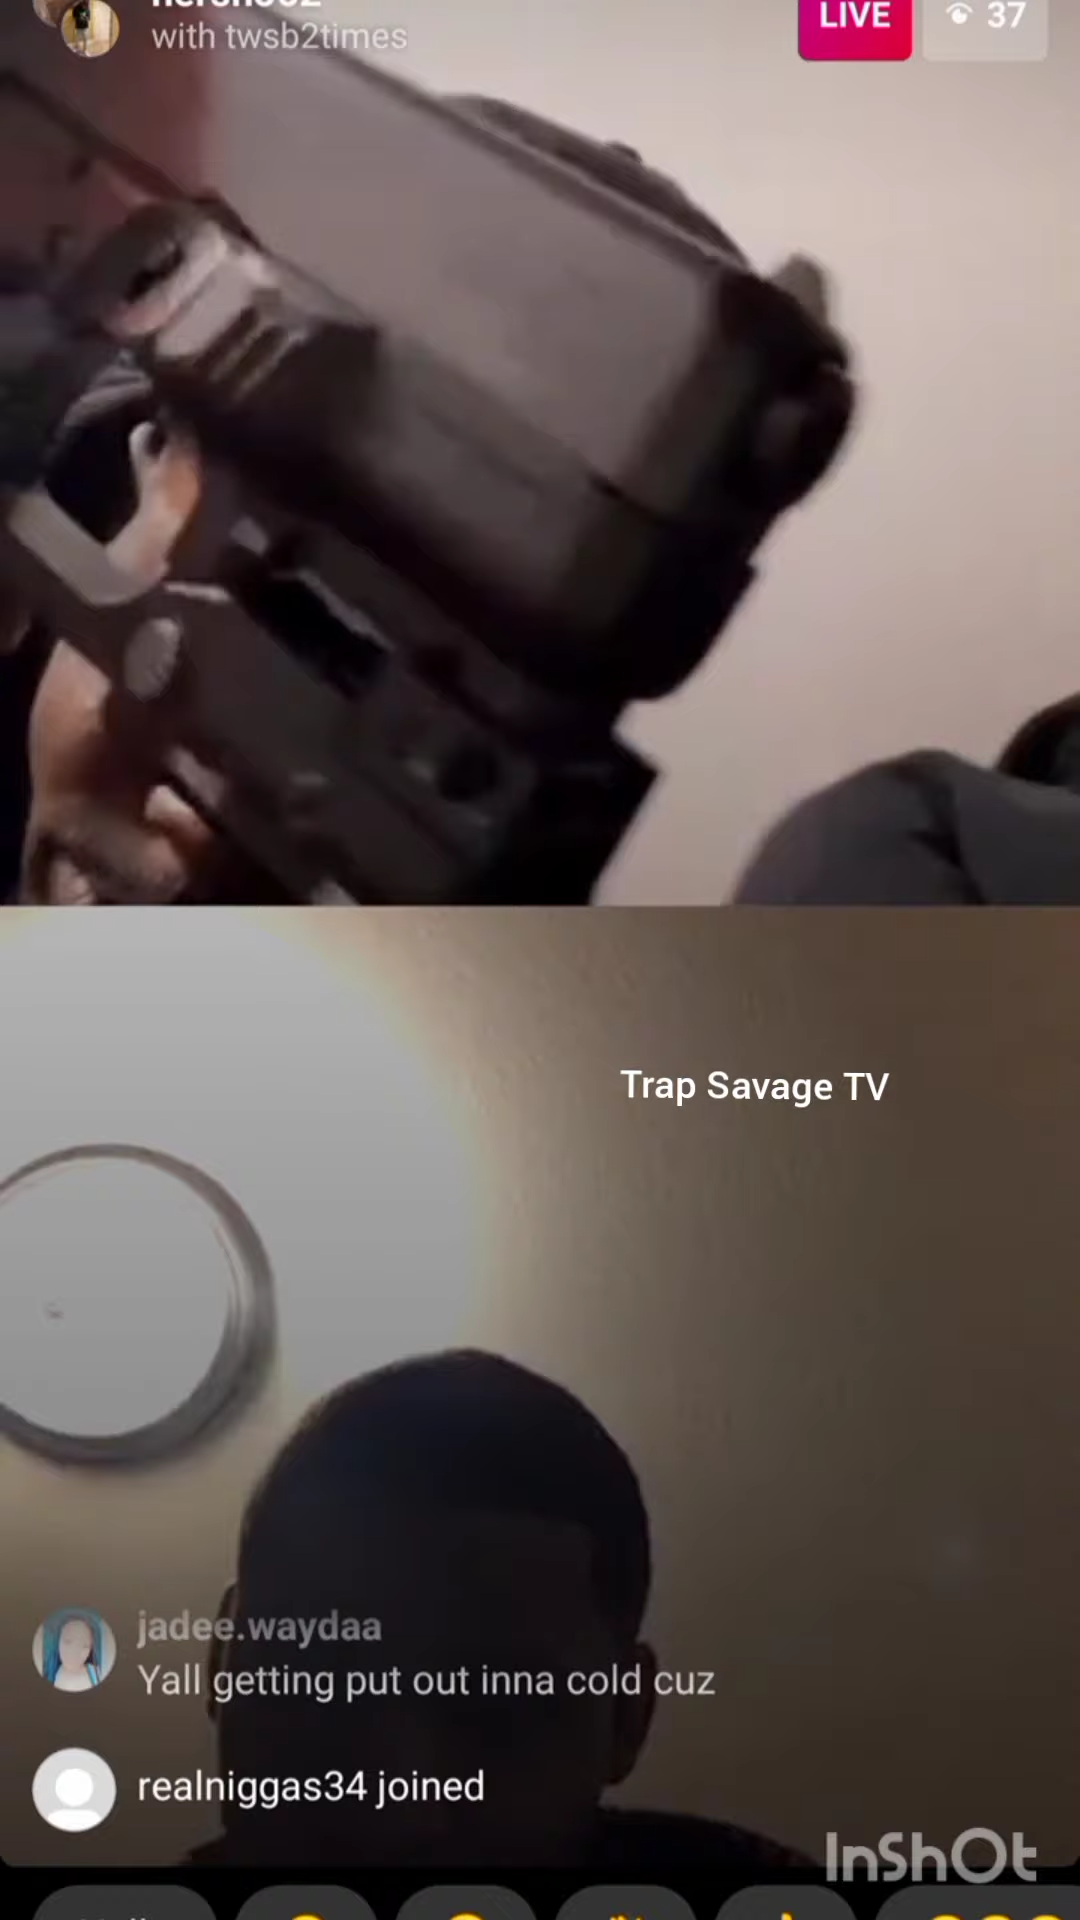 with twsb2times
LIVE
37
Trap Savage TV
jadee.waydaa
Yall getting put out inna cold cuz
realniggas34 joined
InShOt